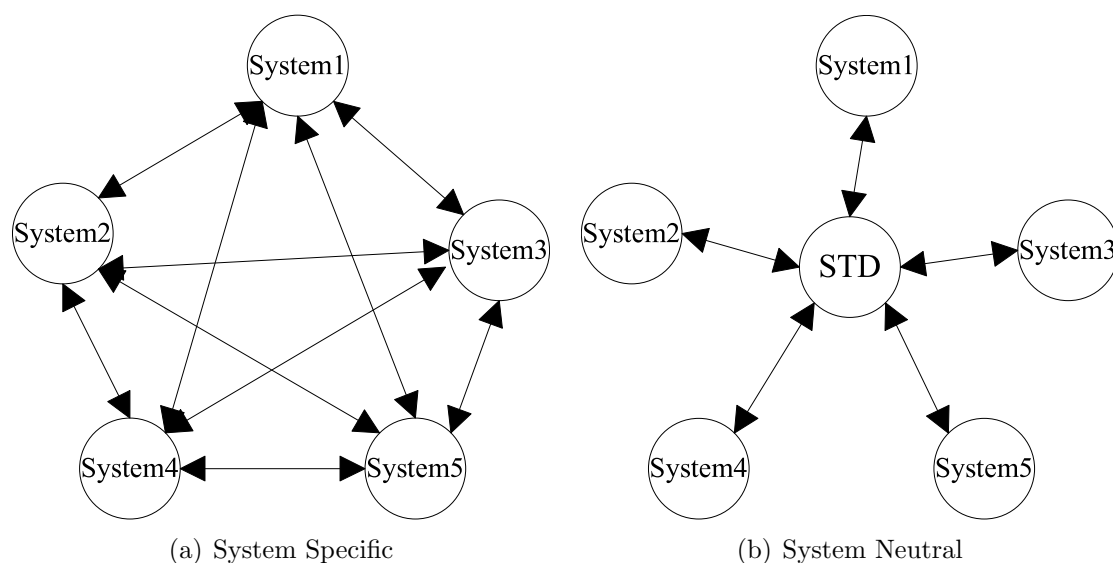 System1
System2
System3
System4
System5
(a) System Specific
System1
System2
STD
System3
System4
System5
(b) System Neutral